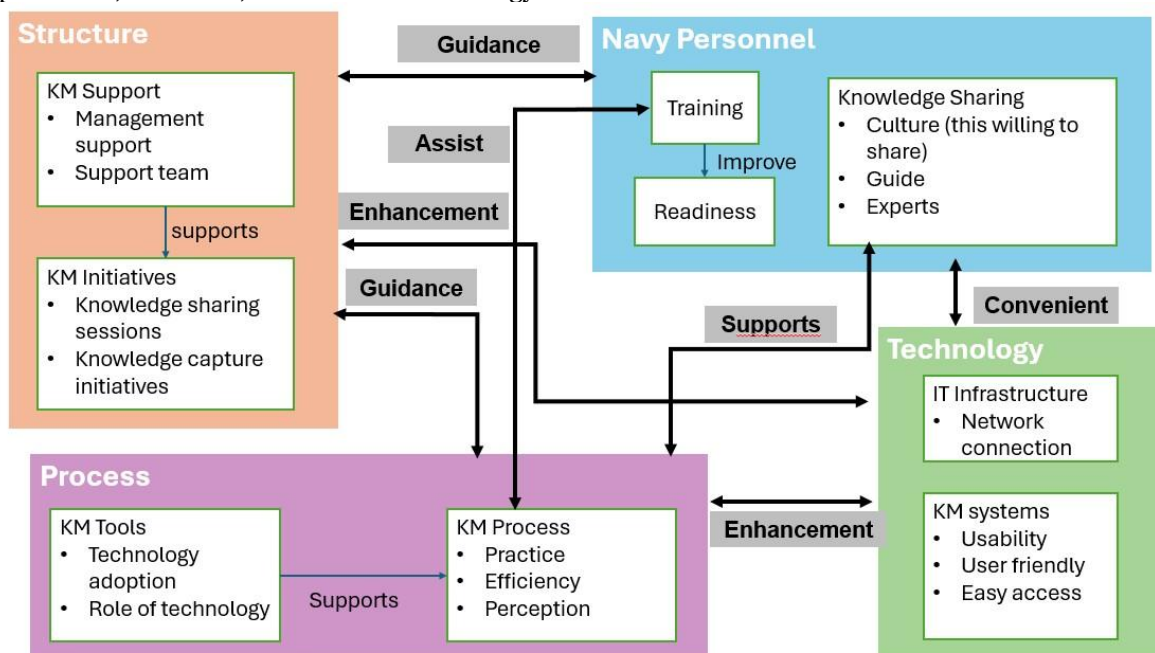 Structure
KM Support
• Management
support
• Support team
supports
KM Initiatives
• Knowledge sharing
sessions
• Knowledge capture
initiatives
Guidance
Assist
Enhancement
Guidance
Navy Personnel
Training
Improve
Readiness
Knowledge Sharing
• Culture (this willing to
share)
• Guide
• Experts
Supports
Convenient
Technology
IT Infrastructure
• Network
connection
KM systems
• Usability
• User friendly
• Easy access
Enhancement
Process
KM Tools
• Technology
adoption
• Role of technology
Supports
KM Process
• Practice
• Efficiency
• Perception